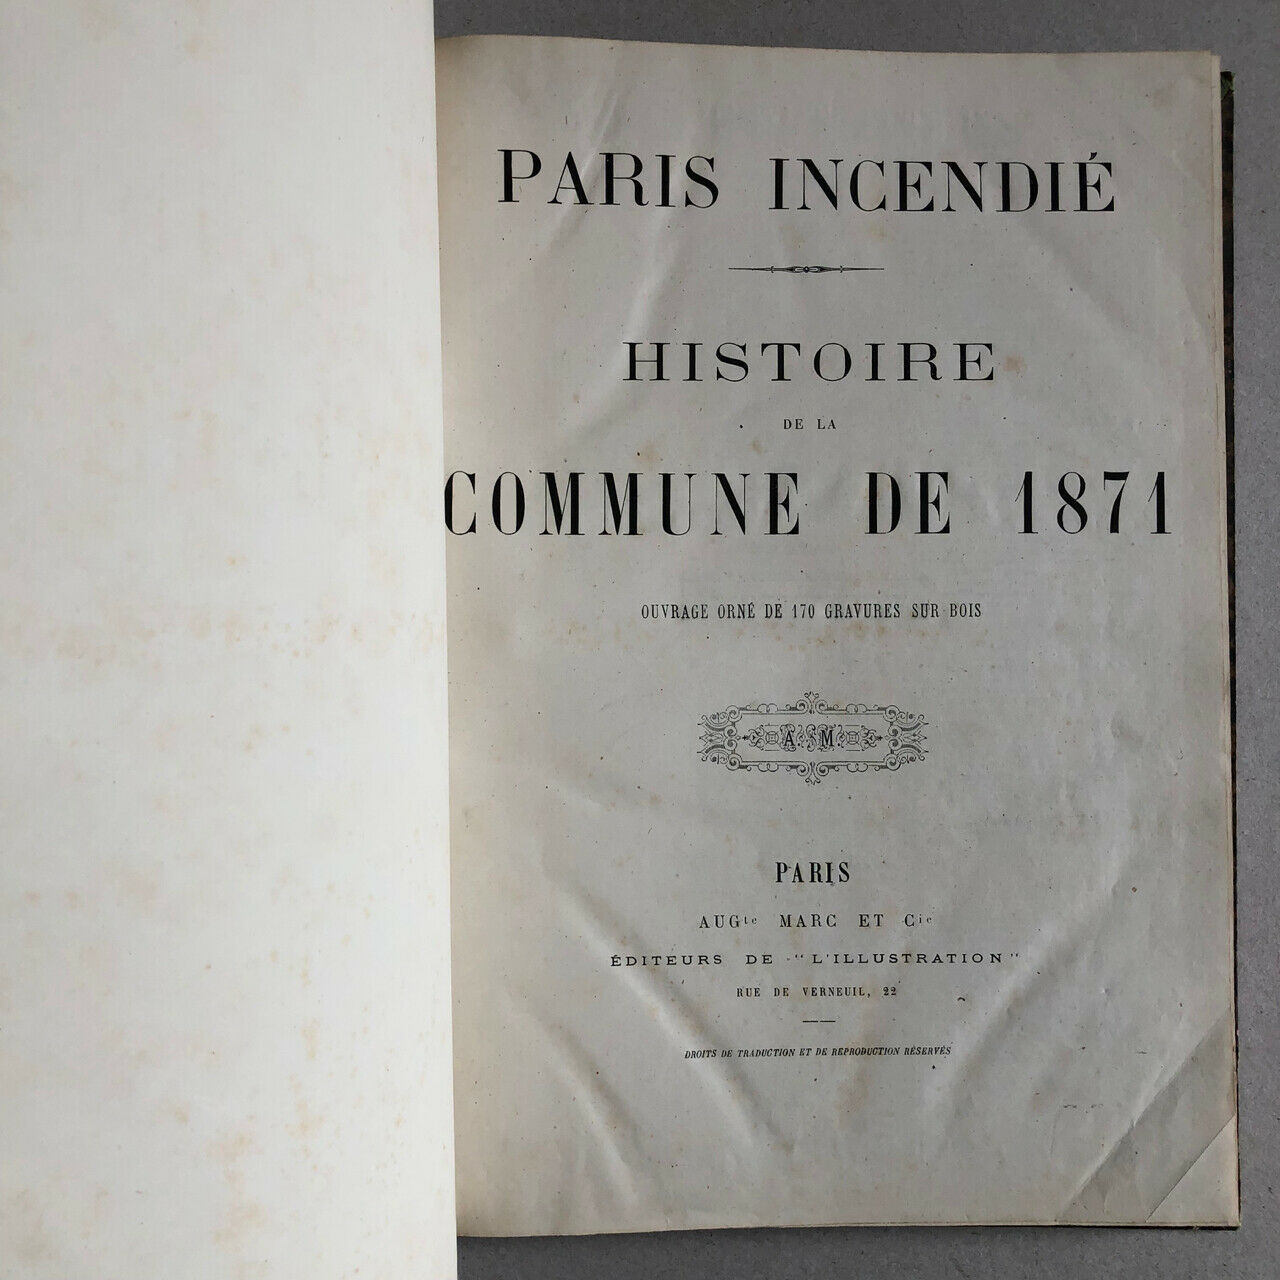 PARIS INCENDIÉ
HISTOIRE
DE LA
COMMUNE DE 1871
OUVRAGE ORNÉ DE 170 GRAVURES SUR BOIS
A M
PARIS
AUGte MARC ET Cie
ÉDITEURS DE "L'ILLUSTRATION"
RUE DE VERNEUIL, 22
DROITS DE TRADUCTION ET DE REPRODUCTION RÉSERVÉS